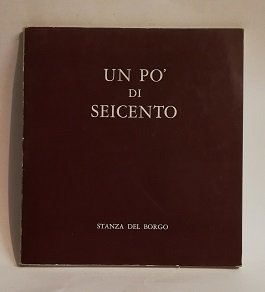 UN PO'
DI
SEICENTO
STANZA DEL BORGO